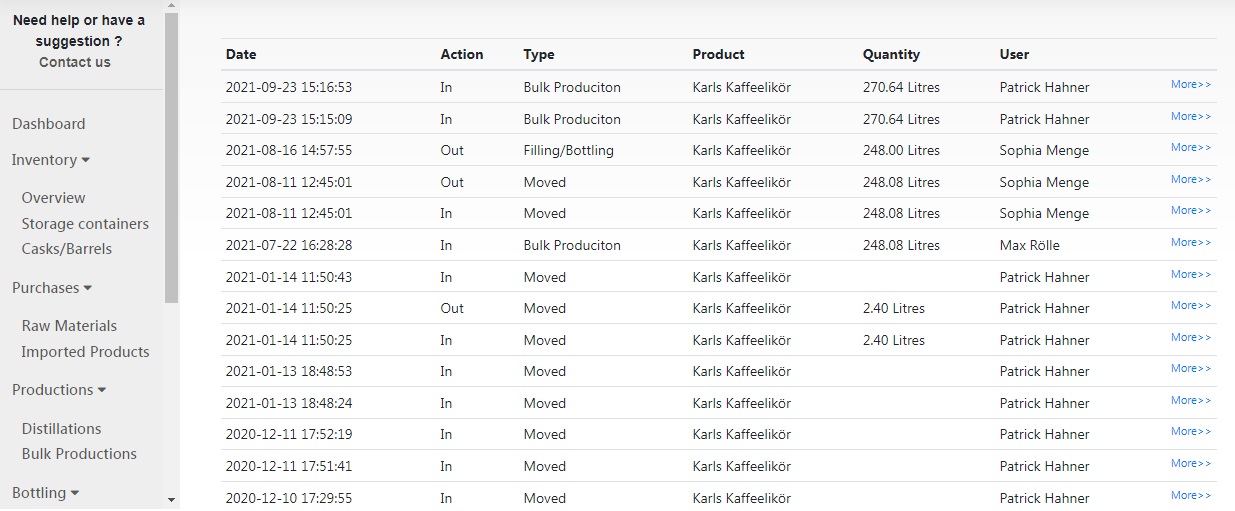 Need help or have a
suggestion ?
Contact us
Dashboard
Inventory
Overview
Storage containers
Casks/Barrels
Purchases
Raw Materials
Imported Products
Productions
Distillations
Bulk Productions
Bottling
Date Action Type Product Quantity User
2021-09-23 15:16:53 In Bulk Produciton Karls Kaffeelikör 270.64 Litres Patrick Hahner More>>
2021-09-23 15:15:09 In Bulk Produciton Karls Kaffeelikör 270.64 Litres Patrick Hahner More>>
2021-08-16 14:57:55 Out Filling/Bottling Karls Kaffeelikör 248.00 Litres Sophia Menge More>>
2021-08-11 12:45:01 Out Moved Karls Kaffeelikör 248.08 Litres Sophia Menge More>>
2021-08-11 12:45:01 In Moved Karls Kaffeelikör 248.08 Litres Sophia Menge More>>
2021-07-22 16:28:28 In Bulk Produciton Karls Kaffeelikör 248.08 Litres Max Rölle More>>
2021-01-14 11:50:43 In Moved Karls Kaffeelikör Patrick Hahner More>>
2021-01-14 11:50:25 Out Moved Karls Kaffeelikör 2.40 Litres Patrick Hahner More>>
2021-01-14 11:50:25 In Moved Karls Kaffeelikör 2.40 Litres Patrick Hahner More>>
2021-01-13 18:48:53 In Moved Karls Kaffeelikör Patrick Hahner More>>
2021-01-13 18:48:24 In Moved Karls Kaffeelikör Patrick Hahner More>>
2020-12-11 17:52:19 In Moved Karls Kaffeelikör Patrick Hahner More>>
2020-12-11 17:51:41 In Moved Karls Kaffeelikör Patrick Hahner More>>
2020-12-10 17:29:55 In Moved Karls Kaffeelikör Patrick Hahner More>>